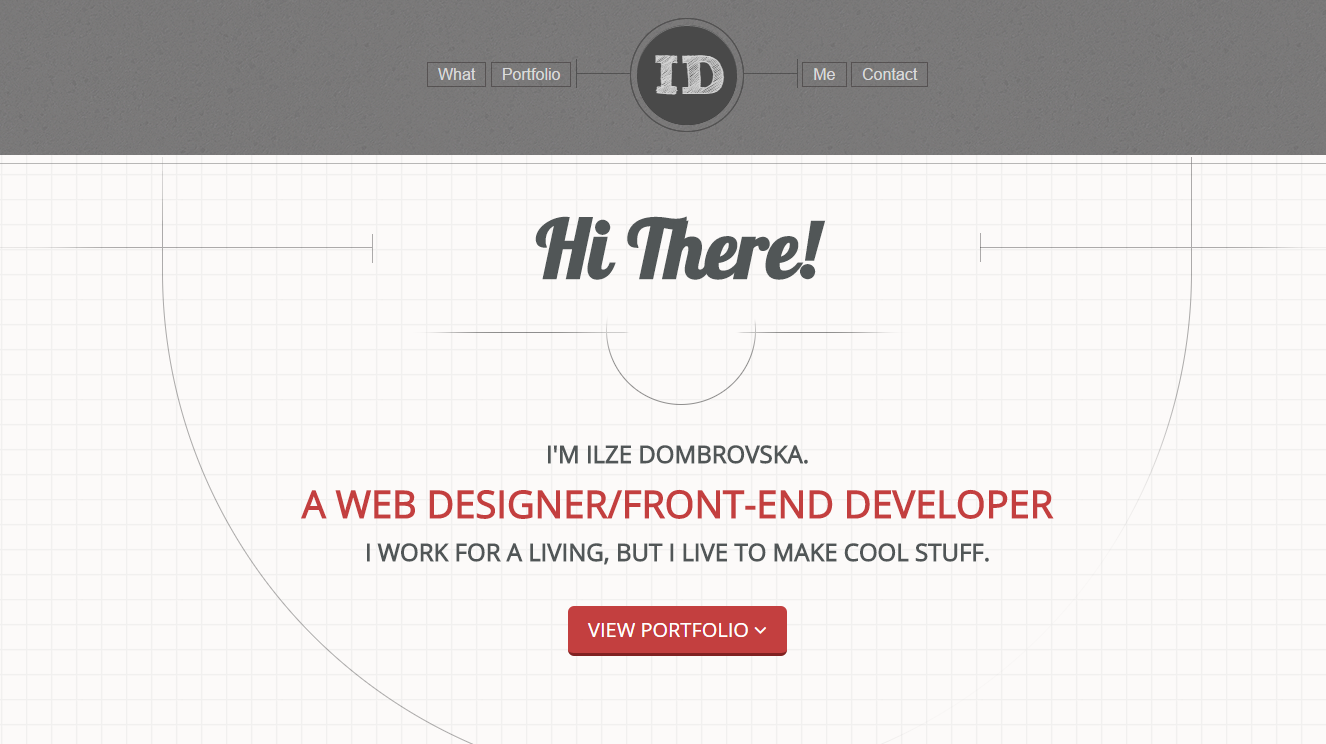 What Portfolio ID Me Contact
Hi There!
I'M ILZE DOMBROVSKA.
A WEB DESIGNER/FRONT-END DEVELOPER
I WORK FOR A LIVING, BUT I LIVE TO MAKE COOL STUFF.
VIEW PORTFOLIO